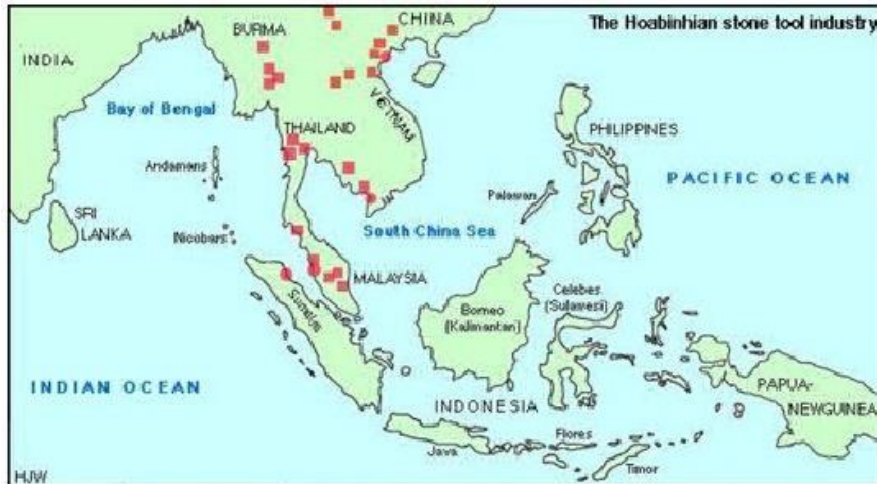 The Hoabinhian stone tool industry
CHINA
BURMA
INDIA
VIETNAM
Bay of Bengal
THAILAND
PHILIPPINES
Andamans
PACIFIC OCEAN
Palawan
SRI
LANKA
Nicobars
South China Sea
MALAYSIA
Celebes
(Sulawesi)
Sumatra
Borneo
(Kalimantan)
INDIAN OCEAN
PAPUA-
NEWGUINEA
INDONESIA
Flores
Java
Timor
HJW